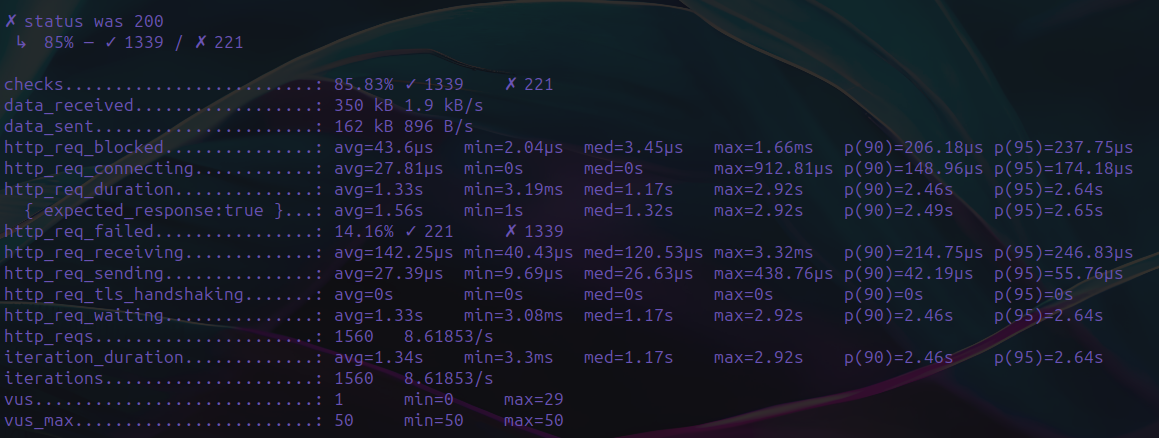 ✗ status was 200
↳ 85% — ✓ 1339 / ✗ 221
checks.........................: 85.83% ✓ 1339 ✗ 221
data_received..................: 350 kB 1.9 kB/s
data_sent......................: 162 kB 896 B/s
http_req_blocked...............: avg=43.6µs min=2.04µs med=3.45µs max=1.66ms p(90)=206.18µs p(95)=237.75µs
http_req_connecting............: avg=27.81µs min=0s med=0s max=912.81µs p(90)=148.96µs p(95)=174.18µs
http_req_duration..............: avg=1.33s min=3.19ms med=1.17s max=2.92s p(90)=2.46s p(95)=2.64s
{ expected_response:true }...: avg=1.56s min=1s med=1.32s max=2.92s p(90)=2.49s p(95)=2.65s
http_req_failed................: 14.16% ✓ 221 ✗ 1339
http_req_receiving.............: avg=142.25µs min=40.43µs med=120.53µs max=3.32ms p(90)=214.75µs p(95)=246.83µs
http_req_sending...............: avg=27.39µs min=9.69µs med=26.63µs max=438.76µs p(90)=42.19µs p(95)=55.76µs
http_req_tls_handshaking.......: avg=0s min=0s med=0s max=0s p(90)=0s p(95)=0s
http_req_waiting...............: avg=1.33s min=3.08ms med=1.17s max=2.92s p(90)=2.46s p(95)=2.64s
http_reqs......................: 1560 8.61853/s
iteration_duration.............: avg=1.34s min=3.3ms med=1.17s max=2.92s p(90)=2.46s p(95)=2.64s
iterations.....................: 1560 8.61853/s
vus............................: 1 min=0 max=29
vus_max........................: 50 min=50 max=50